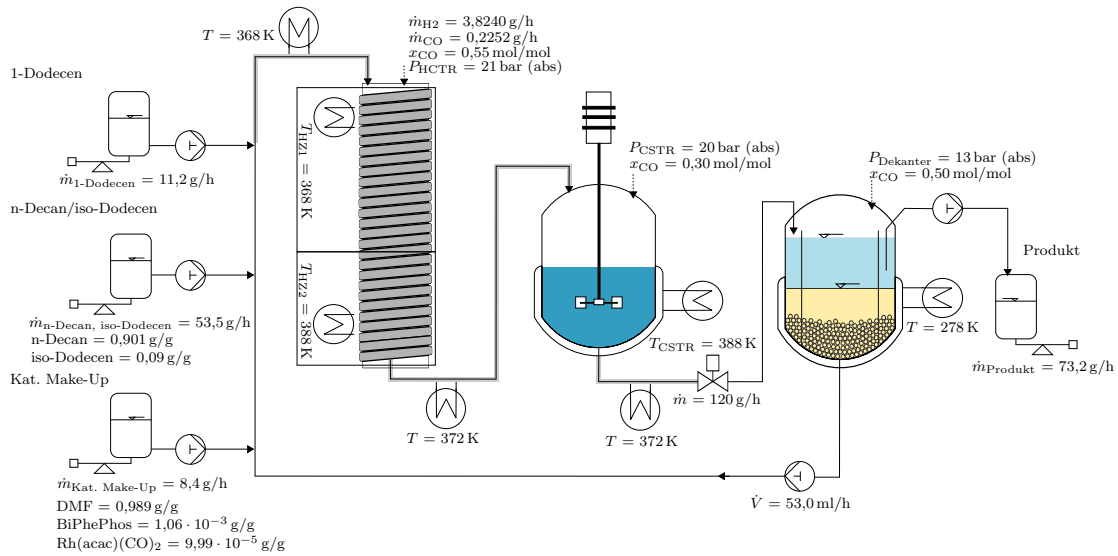 T = 368 K
ṁH2 = 3,8240 g/h
ṁCO = 0,2252 g/h
xCO = 0,55 mol/mol
PHCTR = 21 bar (abs)
1-Dodecen
ṁ1-Dodecen = 11,2 g/h
n-Decan/iso-Dodecen
ṁn-Decan, iso-Dodecen = 53,5 g/h
n-Decan = 0,901 g/g
iso-Dodecen = 0,09 g/g
Kat. Make-Up
ṁKat. Make-Up = 8,4 g/h
DMF = 0,989 g/g
BiPhePhos = 1,06 · 10⁻³ g/g
Rh(acac)(CO)₂ = 9,99 · 10⁻⁵ g/g
THZ1 = 368 K
THZ2 = 388 K
T = 372 K
PCSTR = 20 bar (abs)
xCO = 0,30 mol/mol
TCSTR = 388 K
ṁ = 120 g/h
T = 372 K
PDekanter = 13 bar (abs)
xCO = 0,50 mol/mol
T = 278 K
V̇ = 53,0 ml/h
Produkt
ṁProdukt = 73,2 g/h